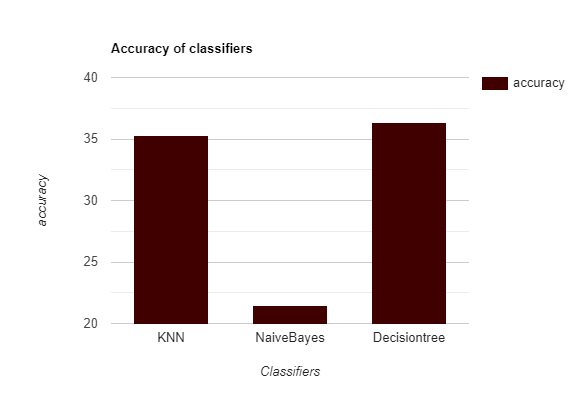 Accuracy of classifiers
accuracy
40
35
30
25
20
accuracy
KNN NaiveBayes Decisiontree
Classifiers